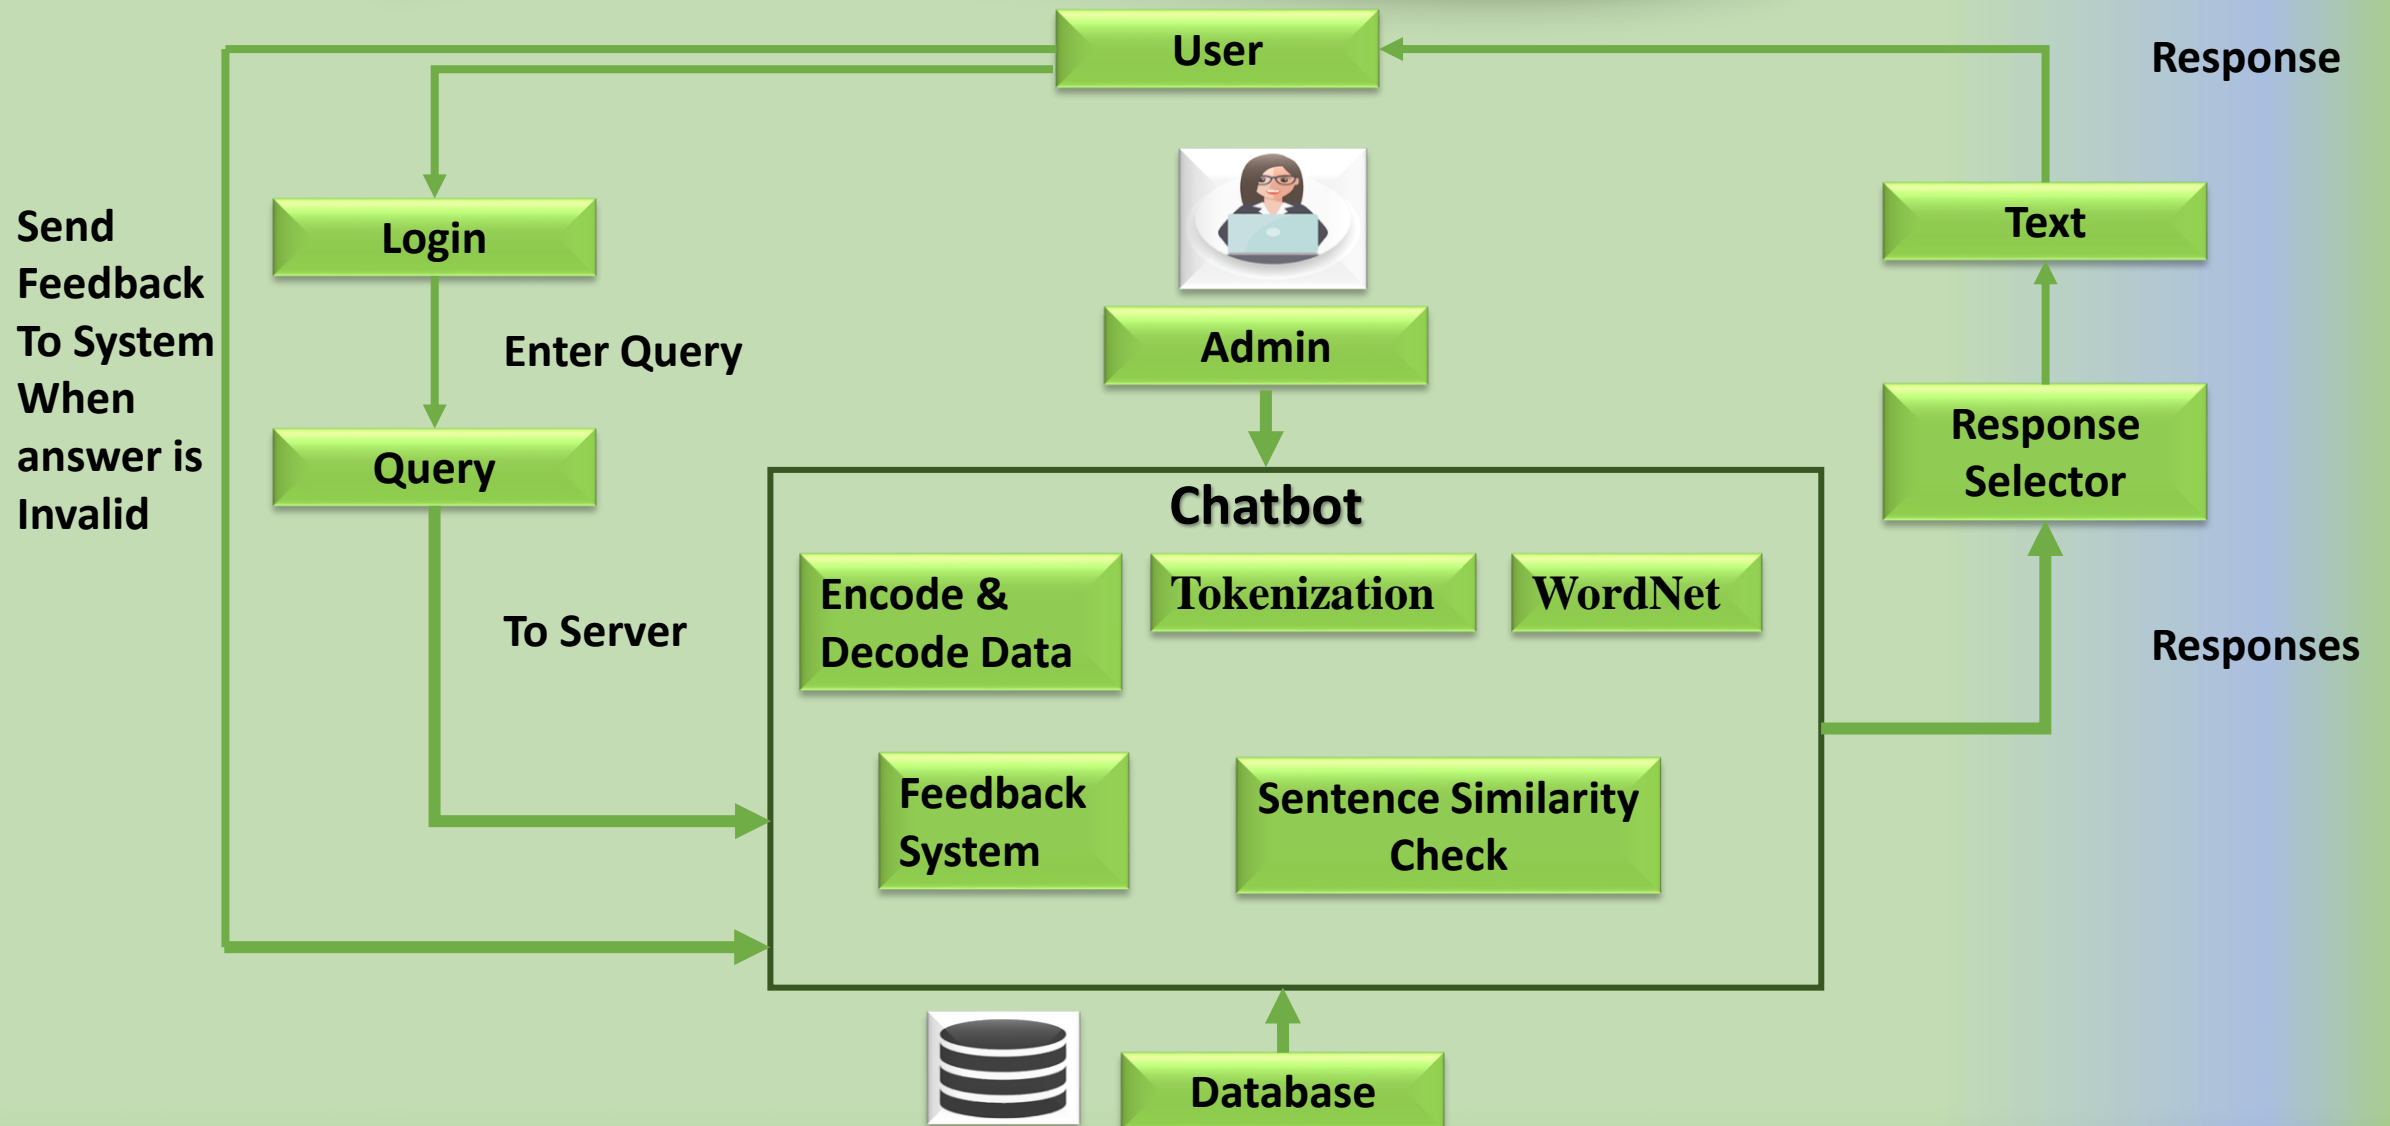 User
Response
Send
Feedback
To System
When
answer is
Invalid
Login
Text
Enter Query
Admin
Query
Response
Selector
Chatbot
Encode &
Decode Data
Tokenization
WordNet
To Server
Responses
Feedback
System
Sentence Similarity
Check
Database